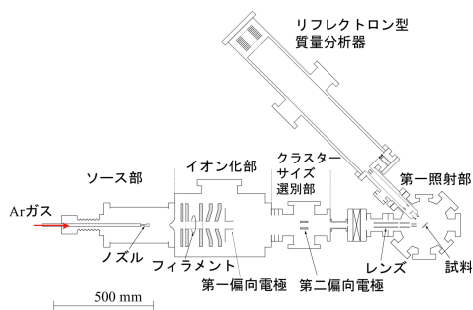 リフレクトロン型
質量分析器
クラスター
サイズ
選別部
イオン化部
ソース部
第一照射部
Arガス
ノズル
フィラメント
第一偏向電極
第二偏向電極
レンズ
試料
500 mm